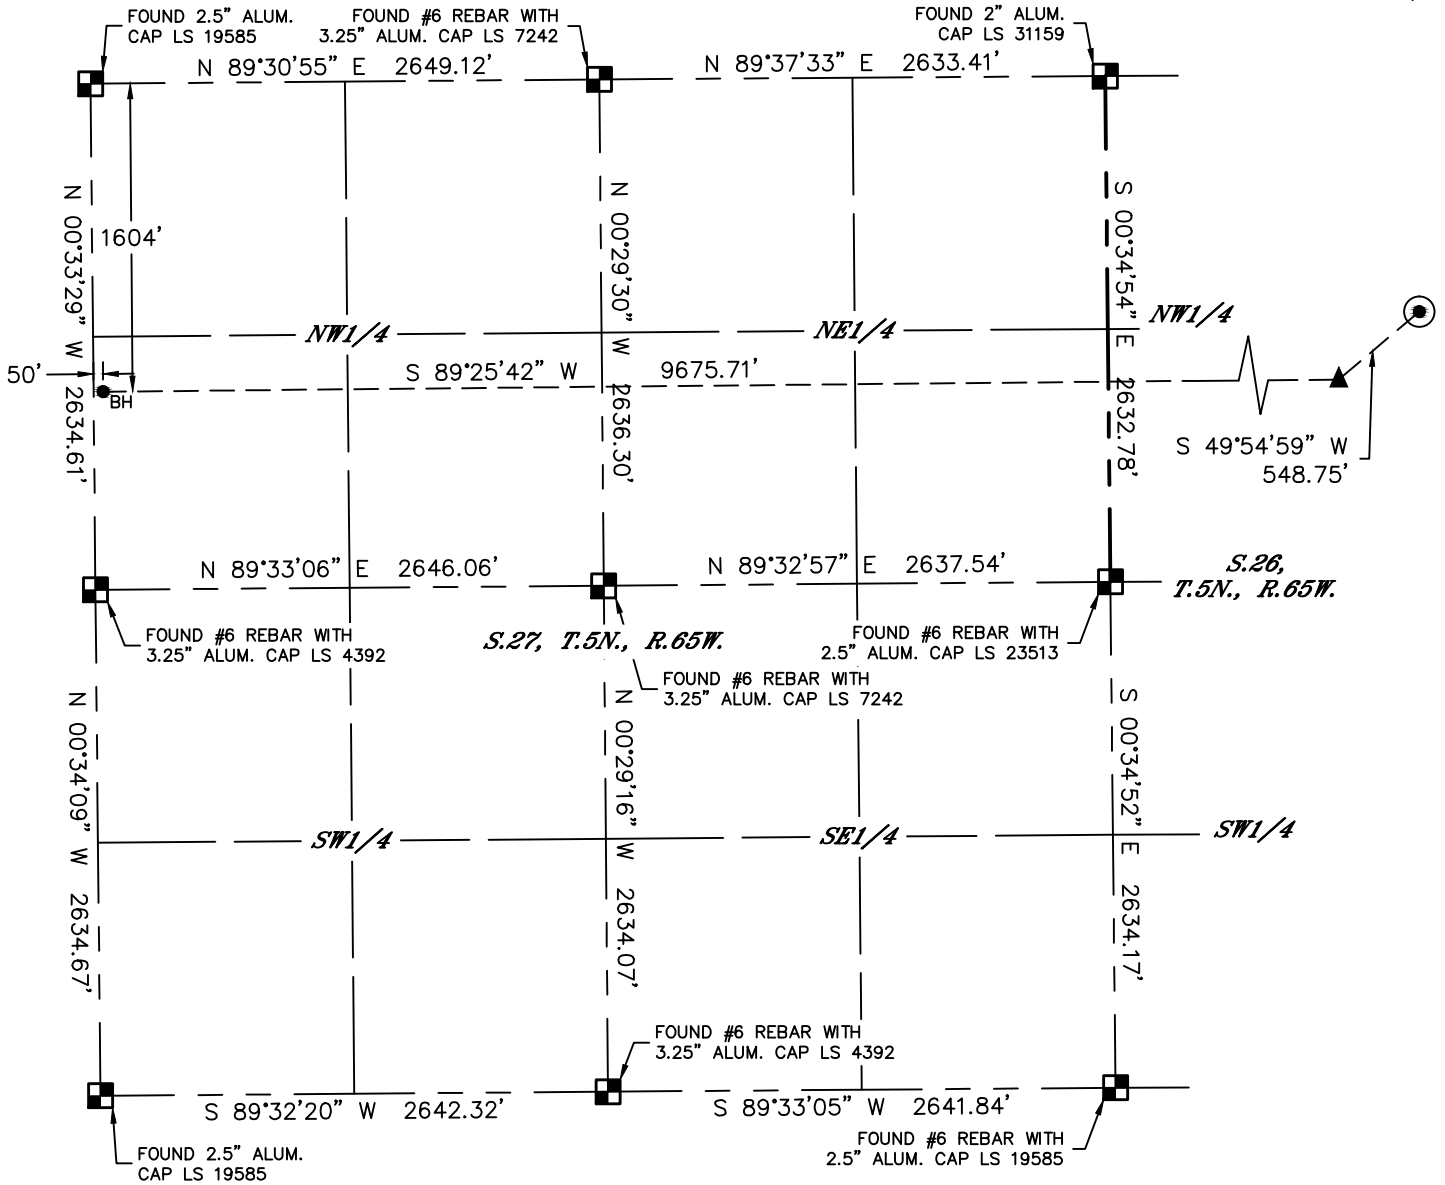 FOUND 2.5" ALUM.
CAP LS 19585
FOUND #6 REBAR WITH
3.25" ALUM. CAP LS 7242
FOUND 2" ALUM.
CAP LS 31159
N 89°30'55" E 2649.12'
N 89°37'33" E 2633.41'
N 00°33'29" W 2634.61'
1604'
N 00°29'30" W 2636.30'
S 00°34'54" E 2632.78'
NW1/4
NE1/4
NW1/4
50'
BH
S 89°25'42" W 9675.71'
S 49°54'59" W
548.75'
N 89°33'06" E 2646.06'
N 89°32'57" E 2637.54'
S.26,
T.5N., R.65W.
FOUND #6 REBAR WITH
3.25" ALUM. CAP LS 4392
S.27, T.5N., R.65W.
FOUND #6 REBAR WITH
2.5" ALUM. CAP LS 23513
FOUND #6 REBAR WITH
3.25" ALUM. CAP LS 7242
N 00°34'09" W 2634.67'
N 00°29'16" W 2634.07'
S 00°34'52" E 2634.17'
SW1/4
SE1/4
SW1/4
FOUND #6 REBAR WITH
3.25" ALUM. CAP LS 4392
S 89°32'20" W 2642.32'
S 89°33'05" W 2641.84'
FOUND 2.5" ALUM.
CAP LS 19585
FOUND #6 REBAR WITH
2.5" ALUM. CAP LS 19585